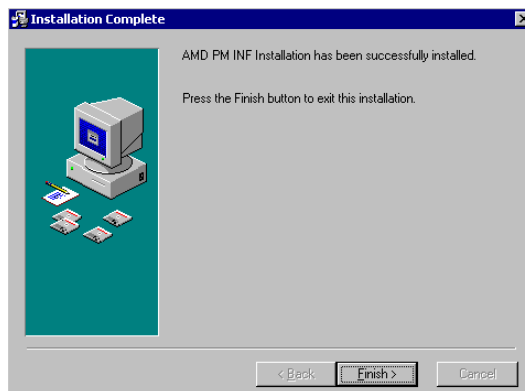 Installation Complete
AMD PM INF Installation has been successfully installed.
Press the Finish button to exit this installation.
< Back
Finish >
Cancel